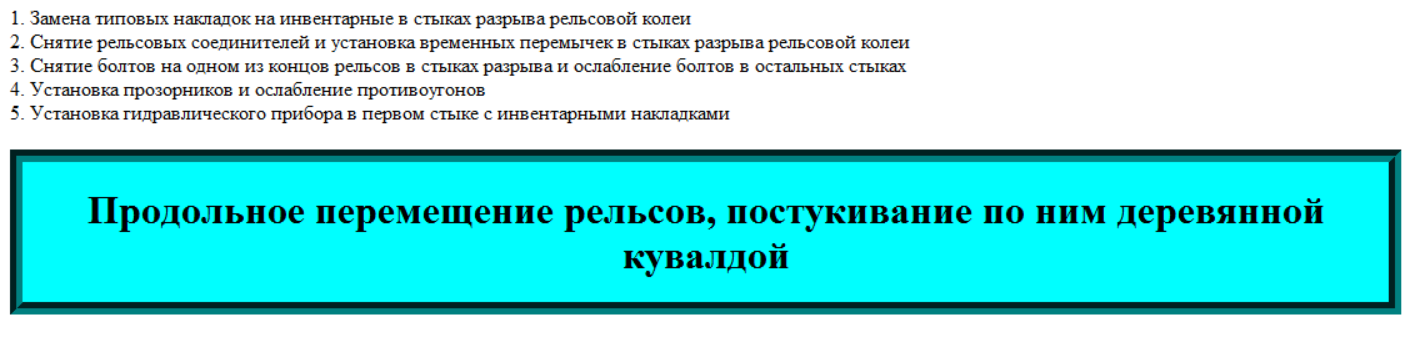 1. Замена типовых накладок на инвентарные в стыках разрыва рельсовой колеи
2. Снятие рельсовых соединителей и установка временных перемычек в стыках разрыва рельсовой колеи
3. Снятие болтов на одном из концов рельсов в стыках разрыва и ослабление болтов в остальных стыках
4. Установка прозорников и ослабление противоугонов
5. Установка гидравлического прибора в первом стыке с инвентарными накладками
Продольное перемещение рельсов, постукивание по ним деревянной
кувалдой